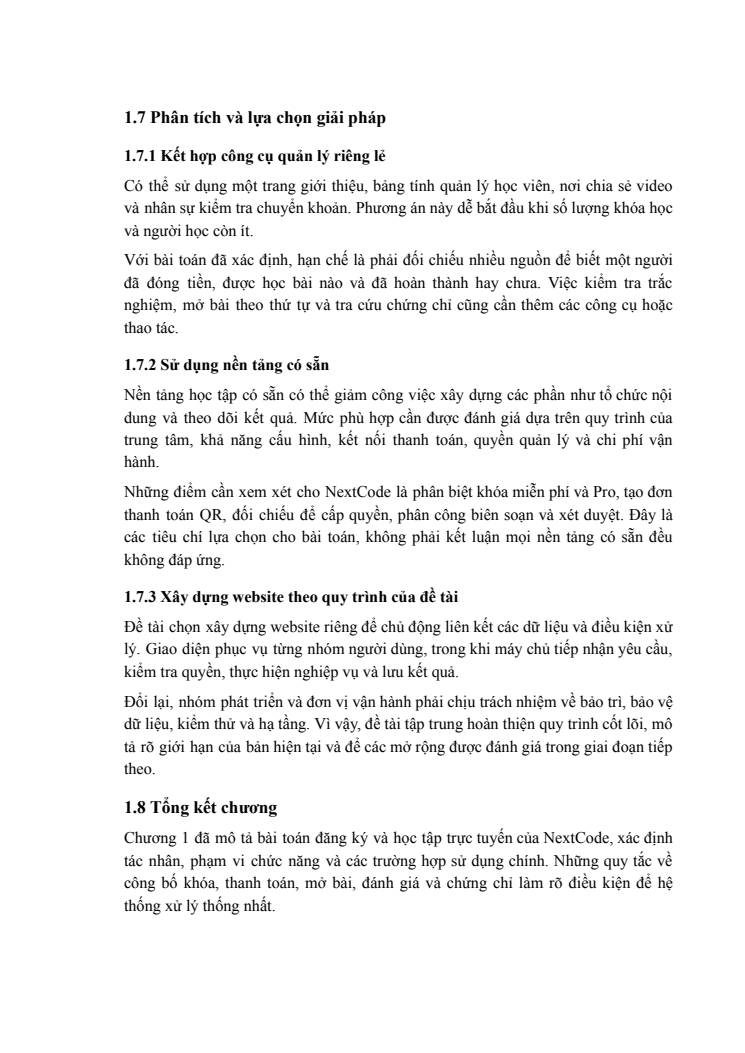 1.7 Phân tích và lựa chọn giải pháp
1.7.1 Kết hợp công cụ quản lý riêng lẻ
Có thể sử dụng một trang giới thiệu, bảng tính quản lý học viên, nơi chia sẻ video
và nhân sự kiểm tra chuyển khoản. Phương án này dễ bắt đầu khi số lượng khóa học
và người học còn ít.
Với bài toán đã xác định, hạn chế là phải đối chiếu nhiều nguồn để biết một người
đã đóng tiền, được học bài nào và đã hoàn thành hay chưa. Việc kiểm tra trắc
nghiệm, mở bài theo thứ tự và tra cứu chứng chỉ cũng cần thêm các công cụ hoặc
thao tác.
1.7.2 Sử dụng nền tảng có sẵn
Nền tảng học tập có sẵn có thể giảm công việc xây dựng các phần như tổ chức nội
dung và theo dõi kết quả. Mức phù hợp cần được đánh giá dựa trên quy trình của
trung tâm, khả năng cấu hình, kết nối thanh toán, quyền quản lý và chi phí vận
hành.
Những điểm cần xem xét cho NextCode là phân biệt khóa miễn phí và Pro, tạo đơn
thanh toán QR, đối chiếu để cấp quyền, phân công biên soạn và xét duyệt. Đây là
các tiêu chí lựa chọn cho bài toán, không phải kết luận mọi nền tảng có sẵn đều
không đáp ứng.
1.7.3 Xây dựng website theo quy trình của đề tài
Đề tài chọn xây dựng website riêng để chủ động liên kết các dữ liệu và điều kiện xử
lý. Giao diện phục vụ từng nhóm người dùng, trong khi máy chủ tiếp nhận yêu cầu,
kiểm tra quyền, thực hiện nghiệp vụ và lưu kết quả.
Đổi lại, nhóm phát triển và đơn vị vận hành phải chịu trách nhiệm về bảo trì, bảo vệ
dữ liệu, kiểm thử và hạ tầng. Vì vậy, đề tài tập trung hoàn thiện quy trình cốt lõi, mô
tả rõ giới hạn của bản hiện tại và để các mở rộng được đánh giá trong giai đoạn tiếp
theo.
1.8 Tổng kết chương
Chương 1 đã mô tả bài toán đăng ký và học tập trực tuyến của NextCode, xác định
tác nhân, phạm vi chức năng và các trường hợp sử dụng chính. Những quy tắc về
công bố khóa, thanh toán, mở bài, đánh giá và chứng chỉ làm rõ điều kiện để hệ
thống xử lý thống nhất.